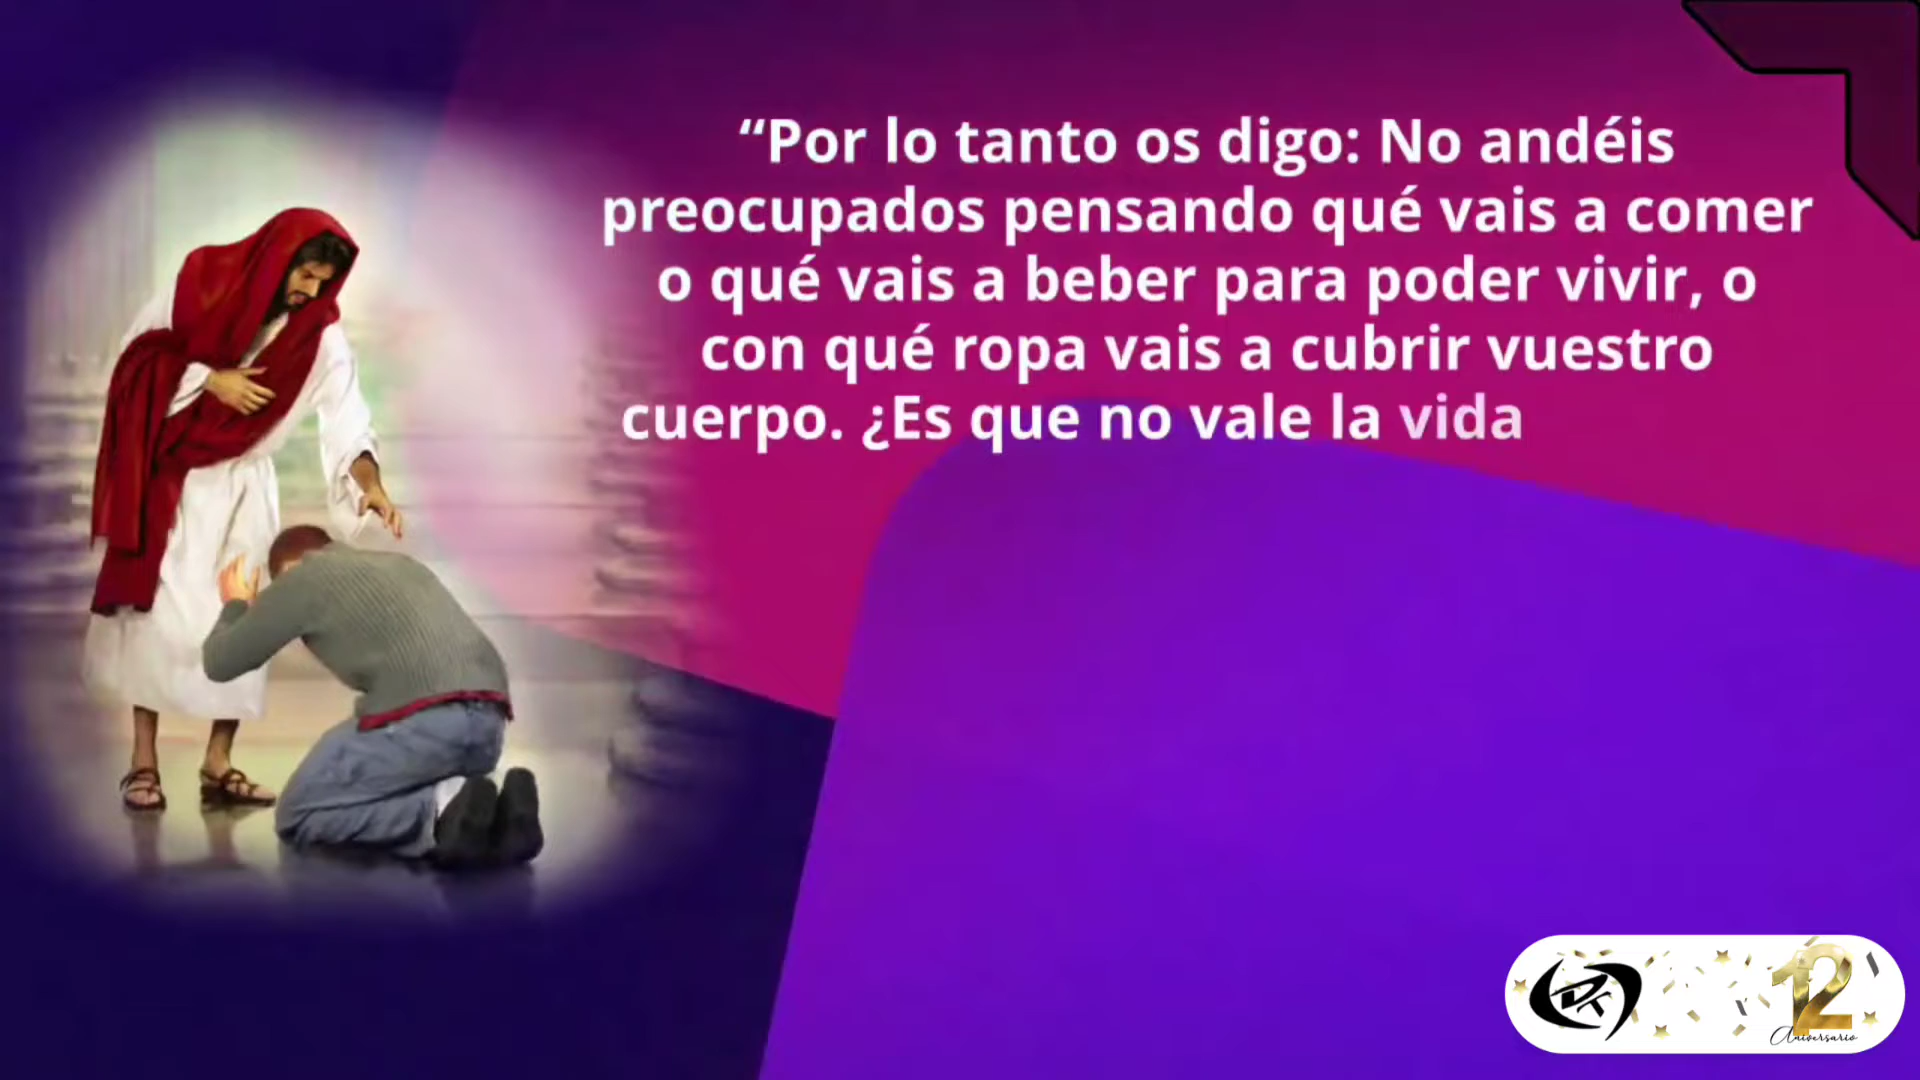 “Por lo tanto os digo: No andéis
preocupados pensando qué vais a comer
o qué vais a beber para poder vivir, o
con qué ropa vais a cubrir vuestro
cuerpo. ¿Es que no vale la vida
12
Aniversario